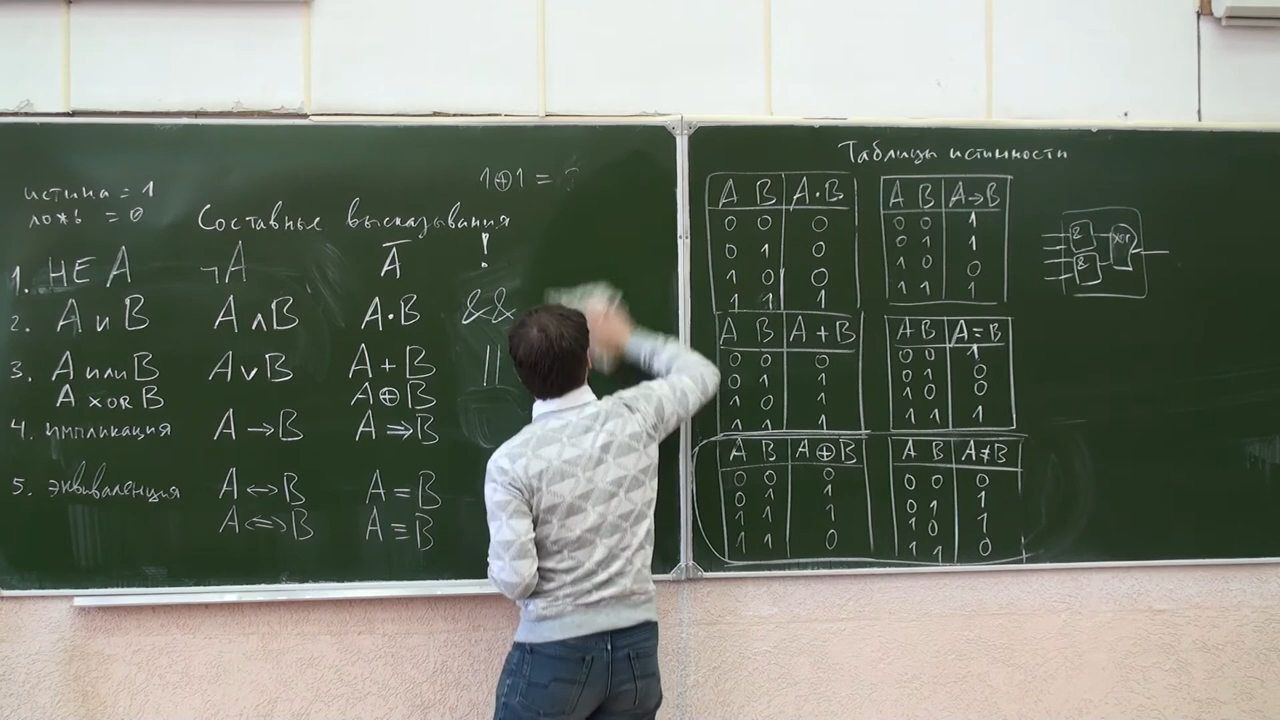 1⊕1 =
истина = 1
ложь = 0
Составные высказывания
1. НЕ А ¬A Ā !
2. A и B A ∧ B A · B &&
3. A или B A ∨ B A + B ||
A xor B A ⊕ B
4. импликация A → B A ⇒ B
5. эквиваленция A ↔ B A = B
A ⇔ B A ≡ B
Таблицы истинности
A B A · B
0 0 0
0 1 0
1 0 0
1 1 1
A B A → B
0 0 1
0 1 1
1 0 0
1 1 1
A B A + B
0 0 0
0 1 1
1 0 1
1 1 1
A B A = B
0 0 1
0 1 0
1 0 0
1 1 1
A B A ⊕ B
0 0 0
0 1 1
1 0 1
1 1 0
A B A ≠ B
0 0 0
0 1 1
1 0 1
1 1 0
&
&
xor